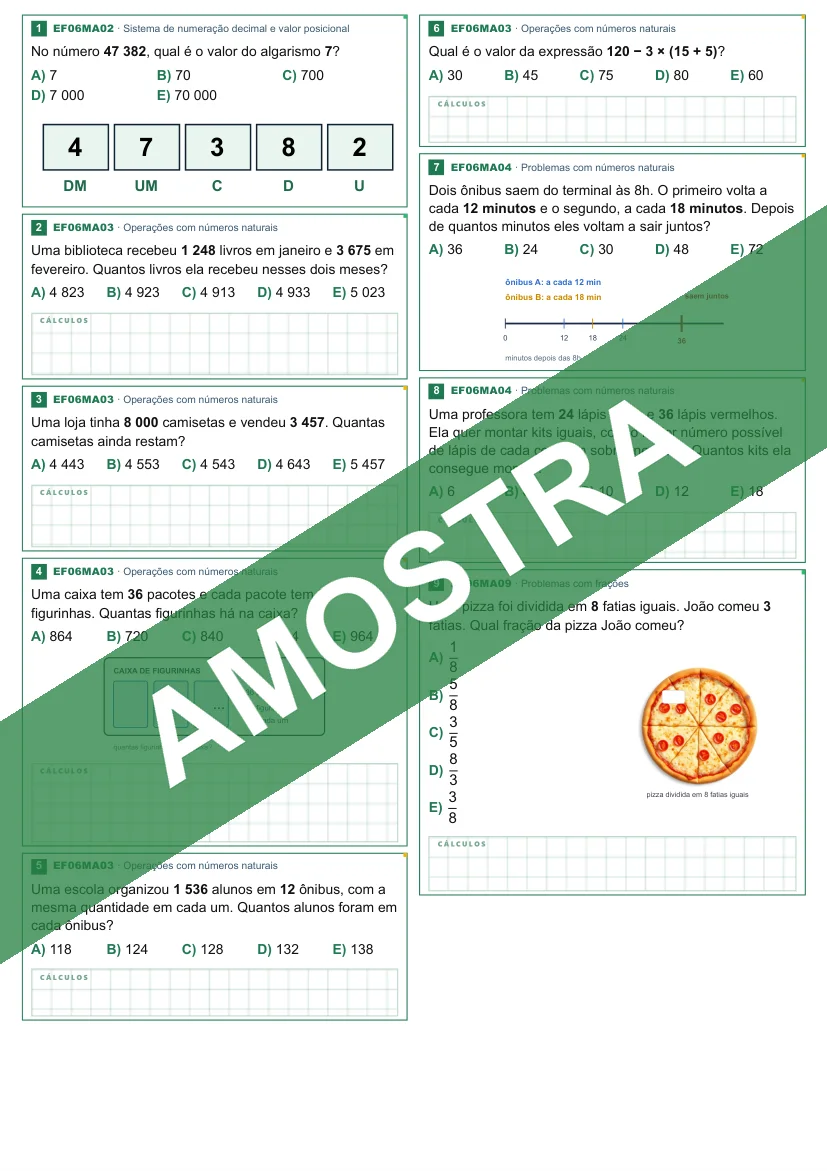 1 EF06MA02 · Sistema de numeração decimal e valor posicional
No número 47 382, qual é o valor do algarismo 7?
A) 7 B) 70 C) 700
D) 7 000 E) 70 000
4 7 3 8 2
DM UM C D U
2 EF06MA03 · Operações com números naturais
Uma biblioteca recebeu 1 248 livros em janeiro e 3 675 em
fevereiro. Quantos livros ela recebeu nesses dois meses?
A) 4 823 B) 4 923 C) 4 913 D) 4 933 E) 5 023
CÁLCULOS
3 EF06MA03 · Operações com números naturais
Uma loja tinha 8 000 camisetas e vendeu 3 457. Quantas
camisetas ainda restam?
A) 4 443 B) 4 553 C) 4 543 D) 4 643 E) 5 457
CÁLCULOS
4 EF06MA03 · Operações com números naturais
Uma caixa tem 36 pacotes e cada pacote tem
figurinhas. Quantas figurinhas há na caixa?
A) 864 B) 720 C) 840 E) 964
CAIXA DE FIGURINHAS
...
CÁLCULOS
5 EF06MA03 · Operações com números naturais
Uma escola organizou 1 536 alunos em 12 ônibus, com a
mesma quantidade em cada um. Quantos alunos foram em
cada ônibus?
A) 118 B) 124 C) 128 D) 132 E) 138
CÁLCULOS
6 EF06MA03 · Operações com números naturais
Qual é o valor da expressão 120 − 3 × (15 + 5)?
A) 30 B) 45 C) 75 D) 80 E) 60
CÁLCULOS
7 EF06MA04 · Problemas com números naturais
Dois ônibus saem do terminal às 8h. O primeiro volta a
cada 12 minutos e o segundo, a cada 18 minutos. Depois
de quantos minutos eles voltam a sair juntos?
A) 36 B) 24 C) 30 D) 48 E) 72
ônibus A: a cada 12 min
ônibus B: a cada 18 min
saem juntos
0 12 18 24 36
minutos depois das 8h
8 EF06MA04 · Problemas com números naturais
Uma professora tem 24 lápis e 36 lápis vermelhos.
Ela quer montar kits iguais, número possível
de lápis de cada Quantos kits ela
consegue
A) 6 B) 10 D) 12 E) 18
9 · Problemas com frações
pizza foi dividida em 8 fatias iguais. João comeu 3
fatias. Qual fração da pizza João comeu?
A) 1/8
B) 5/8
C) 3/5
D) 8/3
E) 3/8
pizza dividida em 8 fatias iguais
CÁLCULOS
AMOSTRA